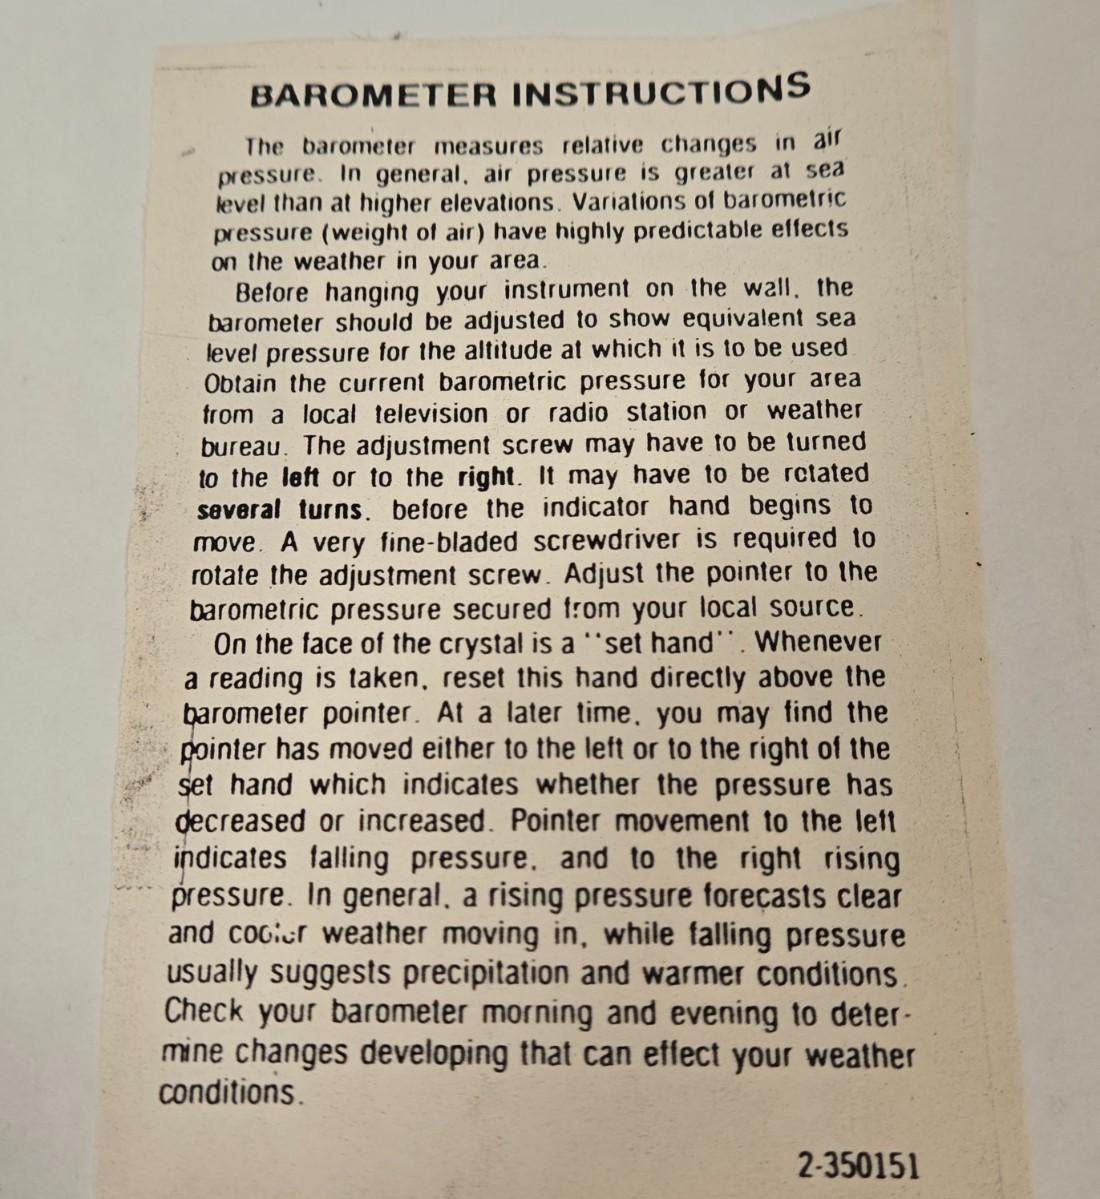 BAROMETER INSTRUCTIONS
The barometer measures relative changes in air
pressure. In general, air pressure is greater at sea
level than at higher elevations. Variations of barometric
pressure (weight of air) have highly predictable effects
on the weather in your area.
Before hanging your instrument on the wall, the
barometer should be adjusted to show equivalent sea
level pressure for the altitude at which it is to be used
Obtain the current barometric pressure for your area
from a local television or radio station or weather
bureau. The adjustment screw may have to be turned
to the left or to the right. It may have to be rotated
several turns, before the indicator hand begins to
move. A very fine-bladed screwdriver is required to
rotate the adjustment screw. Adjust the pointer to the
barometric pressure secured from your local source.
On the face of the crystal is a ''set hand''. Whenever
a reading is taken, reset this hand directly above the
barometer pointer. At a later time, you may find the
pointer has moved either to the left or to the right of the
set hand which indicates whether the pressure has
decreased or increased. Pointer movement to the left
indicates falling pressure, and to the right rising
pressure. In general, a rising pressure forecasts clear
and cooler weather moving in, while falling pressure
usually suggests precipitation and warmer conditions.
Check your barometer morning and evening to deter-
mine changes developing that can effect your weather
conditions.
2-350151